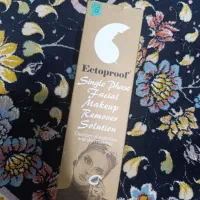 Ectoproof®
Single Phase
Facial
Makeup
Remover
Solution